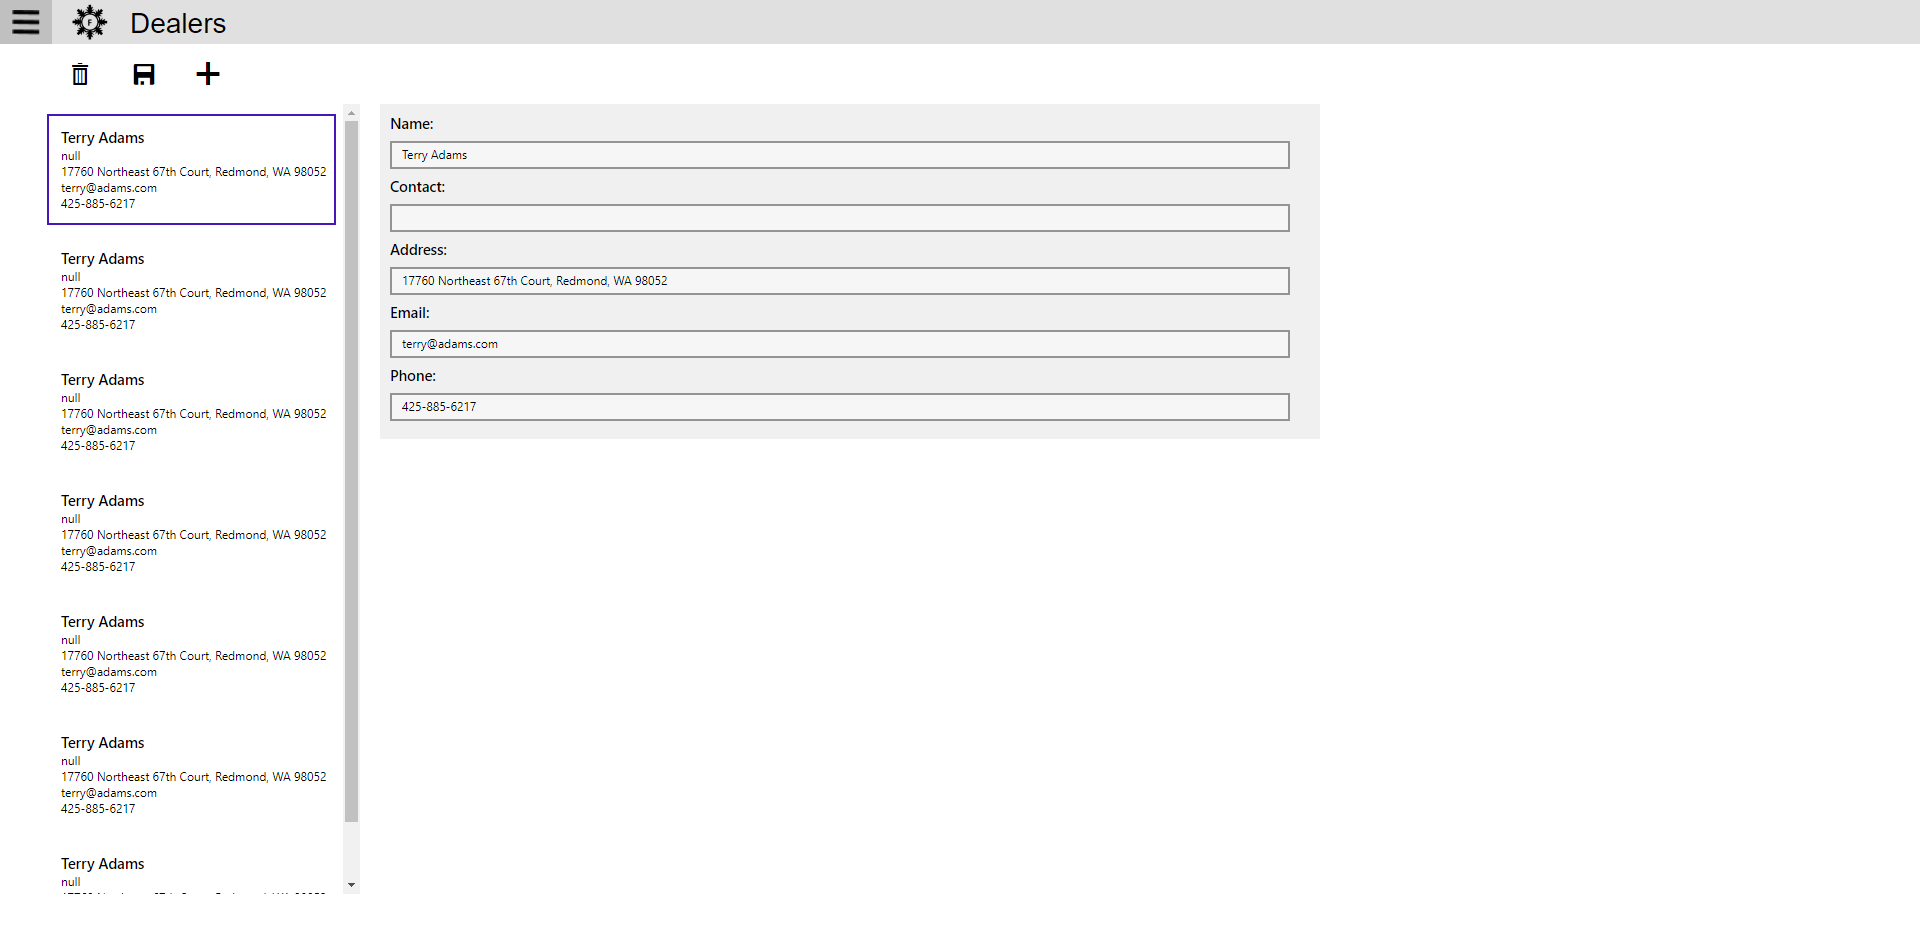 F
Dealers
Terry Adams
null
17760 Northeast 67th Court, Redmond, WA 98052
terry@adams.com
425-885-6217
Terry Adams
null
17760 Northeast 67th Court, Redmond, WA 98052
terry@adams.com
425-885-6217
Terry Adams
null
17760 Northeast 67th Court, Redmond, WA 98052
terry@adams.com
425-885-6217
Terry Adams
null
17760 Northeast 67th Court, Redmond, WA 98052
terry@adams.com
425-885-6217
Terry Adams
null
17760 Northeast 67th Court, Redmond, WA 98052
terry@adams.com
425-885-6217
Terry Adams
null
17760 Northeast 67th Court, Redmond, WA 98052
terry@adams.com
425-885-6217
Terry Adams
null
Name:
Terry Adams
Contact:
Address:
17760 Northeast 67th Court, Redmond, WA 98052
Email:
terry@adams.com
Phone:
425-885-6217